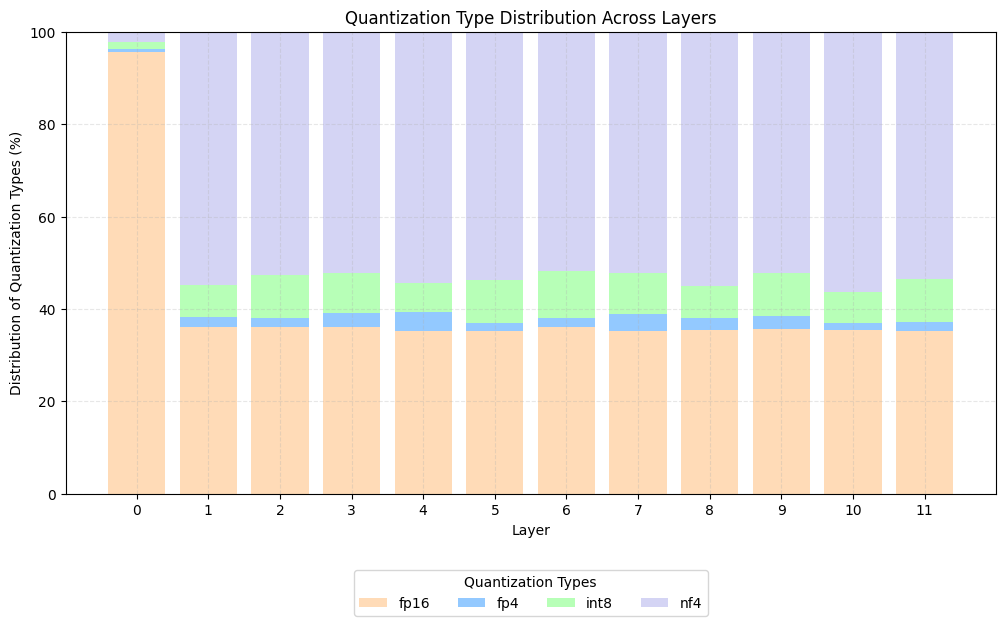 Quantization Type Distribution Across Layers
Distribution of Quantization Types (%)
100
80
60
40
20
0
0 1 2 3 4 5 6 7 8 9 10 11
Layer
Quantization Types
fp16 fp4 int8 nf4